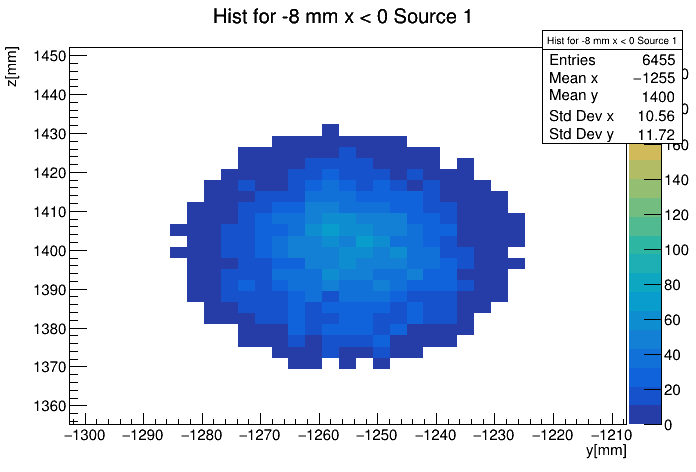 Hist for -8 mm x < 0 Source 1
Hist for -8 mm x < 0 Source 1
Entries 6455
Mean x −1255
Mean y 1400
Std Dev x 10.56
Std Dev y 11.72
z[mm]
1450
1440
1430
1420
1410
1400
1390
1380
1370
1360
160
140
120
100
80
60
40
20
0
−1300 −1290 −1280 −1270 −1260 −1250 −1240 −1230 −1220 −1210
y[mm]